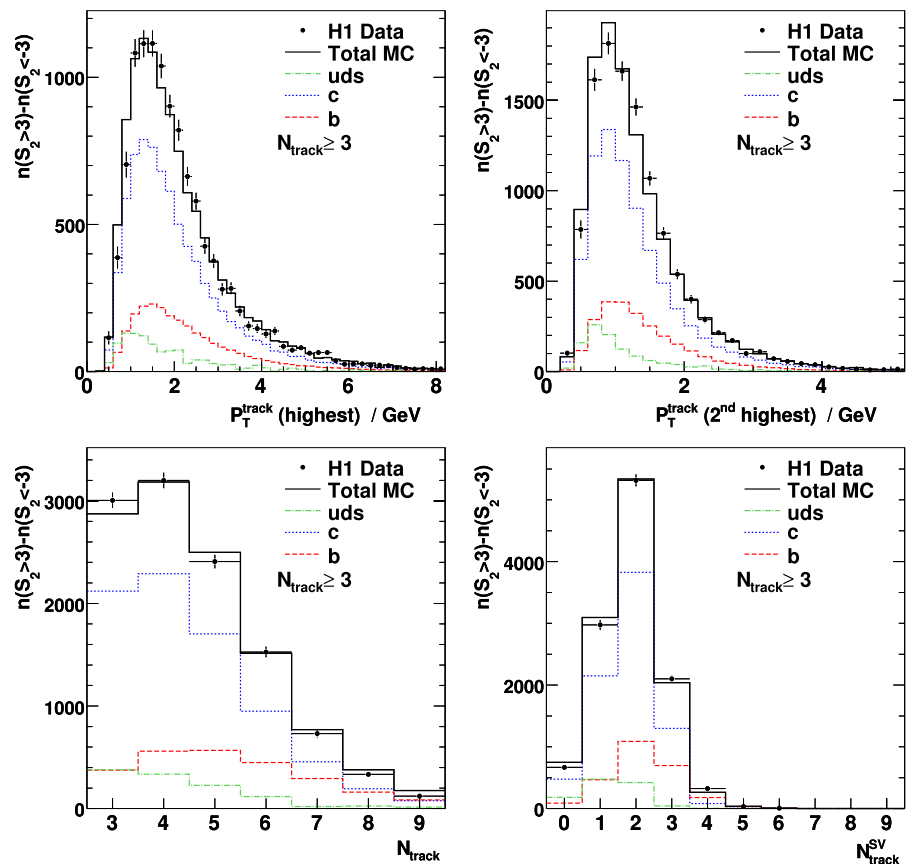 n(S₂>3)-n(S₂<-3)
1000
500
0
0 2 4 6 8
P_T^track (highest) / GeV
H1 Data
Total MC
uds
c
b
N_track ≥ 3
n(S₂>3)-n(S₂<-3)
1500
1000
500
0
0 2 4
P_T^track (2^nd highest) / GeV
H1 Data
Total MC
uds
c
b
N_track ≥ 3
n(S₂>3)-n(S₂<-3)
3000
2000
1000
0
3 4 5 6 7 8 9
N_track
H1 Data
Total MC
uds
c
b
N_track ≥ 3
n(S₂>3)-n(S₂<-3)
4000
2000
0
0 1 2 3 4 5 6 7 8 9
N_track^SV
H1 Data
Total MC
uds
c
b
N_track ≥ 3